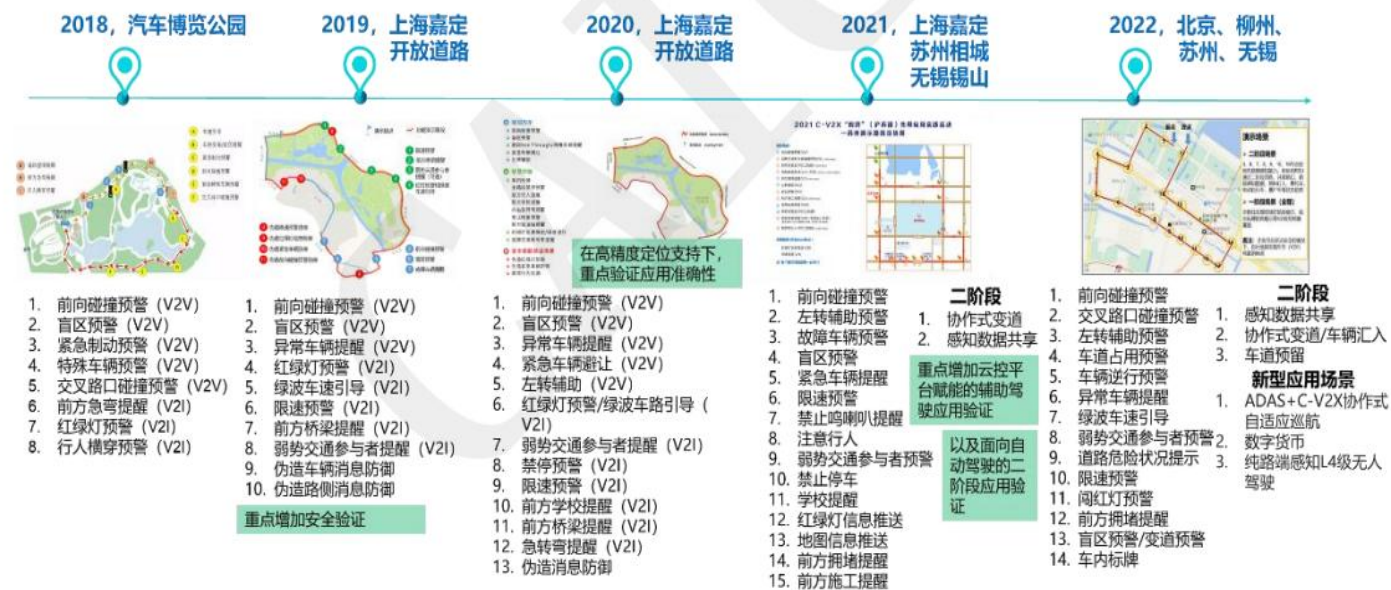 2018，汽车博览公园
2019，上海嘉定
开放道路
2020，上海嘉定
开放道路
2021，上海嘉定
苏州相城
无锡锡山
2022，北京、柳州、
苏州、无锡
1. 前向碰撞预警（V2V）
2. 盲区预警（V2V）
3. 紧急制动预警（V2V）
4. 特殊车辆预警（V2V）
5. 交叉路口碰撞预警（V2V）
6. 前方急弯提醒（V2I）
7. 红绿灯预警（V2I）
8. 行人横穿预警（V2I）
1. 前向碰撞预警（V2V）
2. 盲区预警（V2V）
3. 异常车辆提醒（V2V）
4. 红绿灯预警（V2I）
5. 绿波车速引导（V2I）
6. 限速预警（V2I）
7. 前方桥梁提醒（V2I）
8. 弱势交通参与者提醒（V2I）
9. 伪造车辆消息防御
10. 伪造路侧消息防御
重点增加安全验证
在高精度定位支持下，
重点验证应用准确性
1. 前向碰撞预警（V2V）
2. 盲区预警（V2V）
3. 异常车辆提醒（V2V）
4. 紧急车辆避让（V2V）
5. 左转辅助（V2V）
6. 红绿灯预警/绿波车路引导（
V2I）
7. 弱势交通参与者提醒（V2I）
8. 禁停预警（V2I）
9. 限速预警（V2I）
10. 前方学校提醒（V2I）
11. 前方桥梁提醒（V2I）
12. 急转弯提醒（V2I）
13. 伪造消息防御
1. 前向碰撞预警
2. 左转辅助预警
3. 故障车辆预警
4. 盲区预警
5. 紧急车辆提醒
6. 限速预警
7. 禁止鸣喇叭提醒
8. 注意行人
9. 弱势交通参与者预警
10. 禁止停车
11. 学校提醒
12. 红绿灯信息推送
13. 地图信息推送
14. 前方拥堵提醒
15. 前方施工提醒
二阶段
1. 协作式变道
2. 感知数据共享
重点增加云控平
台赋能的辅助驾
驶应用验证
以及面向自
动驾驶的二
阶段应用验
证
演示场景
1. 前向碰撞预警
2. 交叉路口碰撞预警
3. 左转辅助预警
4. 车道占用预警
5. 车辆逆行预警
6. 异常车辆提醒
7. 绿波车速引导
8. 弱势交通参与者预警
9. 道路危险状况提示
10. 限速预警
11. 闯红灯预警
12. 前方拥堵提醒
13. 盲区预警/变道预警
14. 车内标牌
二阶段
1. 感知数据共享
2. 协作式变道/车辆汇入
3. 车道预留
新型应用场景
1. ADAS+C-V2X协作式
自适应巡航
2. 数字货币
3. 纯路端感知L4级无人
驾驶